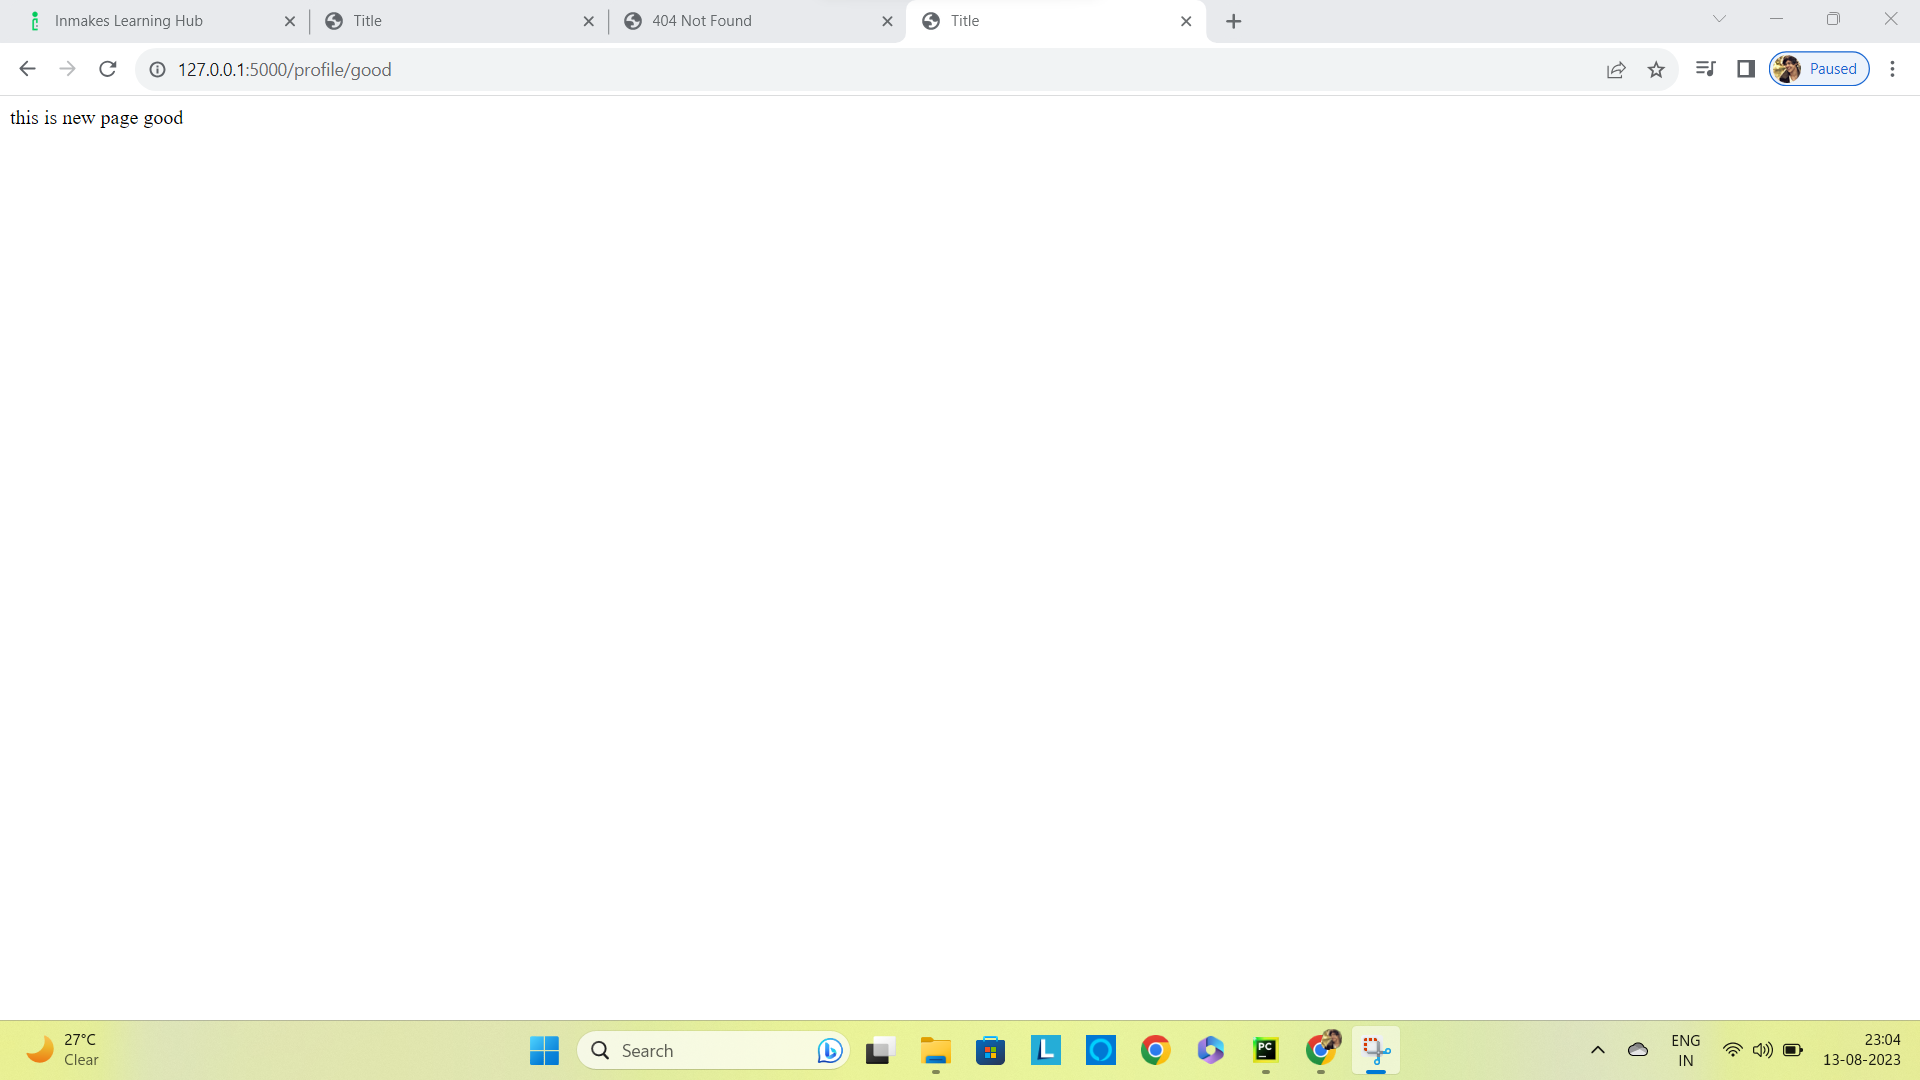 Inmakes Learning Hub
Title
404 Not Found
Title
127.0.0.1:5000/profile/good
Paused
this is new page good
27°C
Clear
Search
L
PC
ENG
IN
23:04
13-08-2023